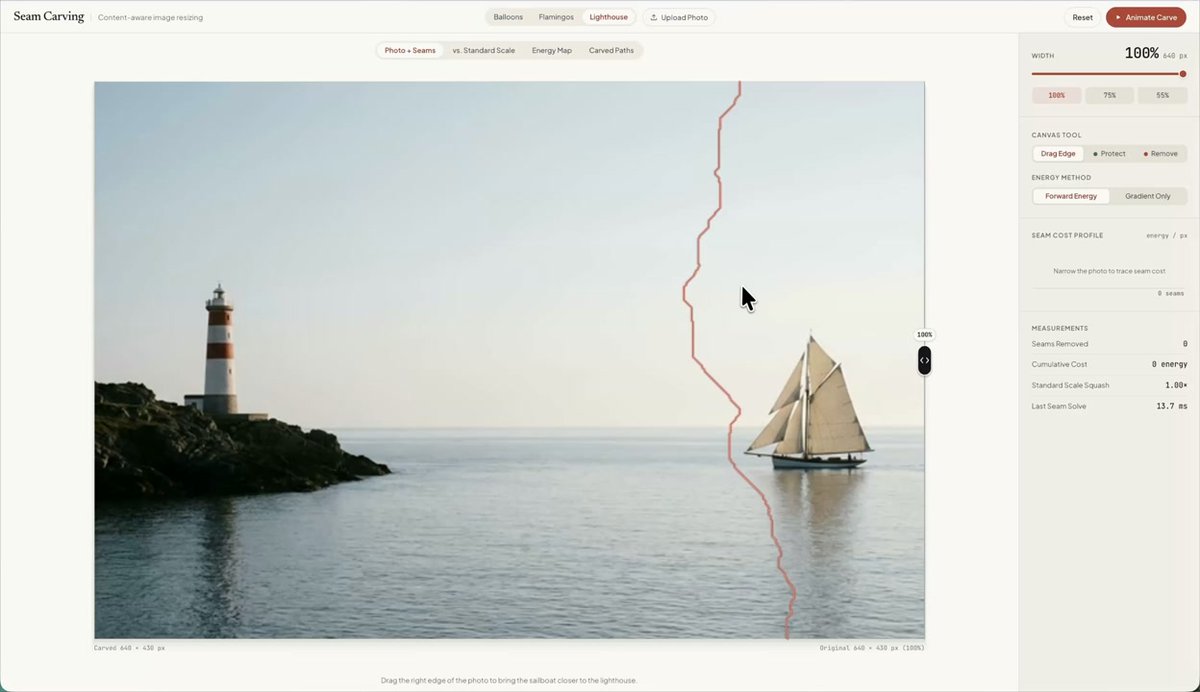 Seam Carving Content-aware image resizing Balloons Flamingos Lighthouse Upload Photo Reset Animate Carve
Photo + Seams vs. Standard Scale Energy Map Carved Paths
WIDTH 100% 640 px
100% 75% 55%
CANVAS TOOL
Drag Edge Protect Remove
ENERGY METHOD
Forward Energy Gradient Only
SEAM COST PROFILE energy / px
Narrow the photo to trace seam cost
0 seams
MEASUREMENTS
Seams Removed 0
Cumulative Cost 0 energy
Standard Scale Squash 1.00×
Last Seam Solve 13.7 ms
100%
Carved 640 × 430 px Original 640 × 430 px (100%)
Drag the right edge of the photo to bring the sailboat closer to the lighthouse.